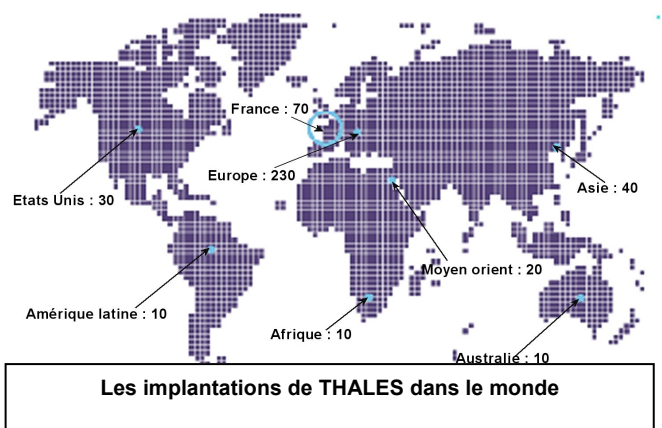 France : 70
Europe : 230
Asie : 40
Etats Unis : 30
Moyen orient : 20
Amérique latine : 10
Afrique : 10
Australie : 10
Les implantations de THALES dans le monde